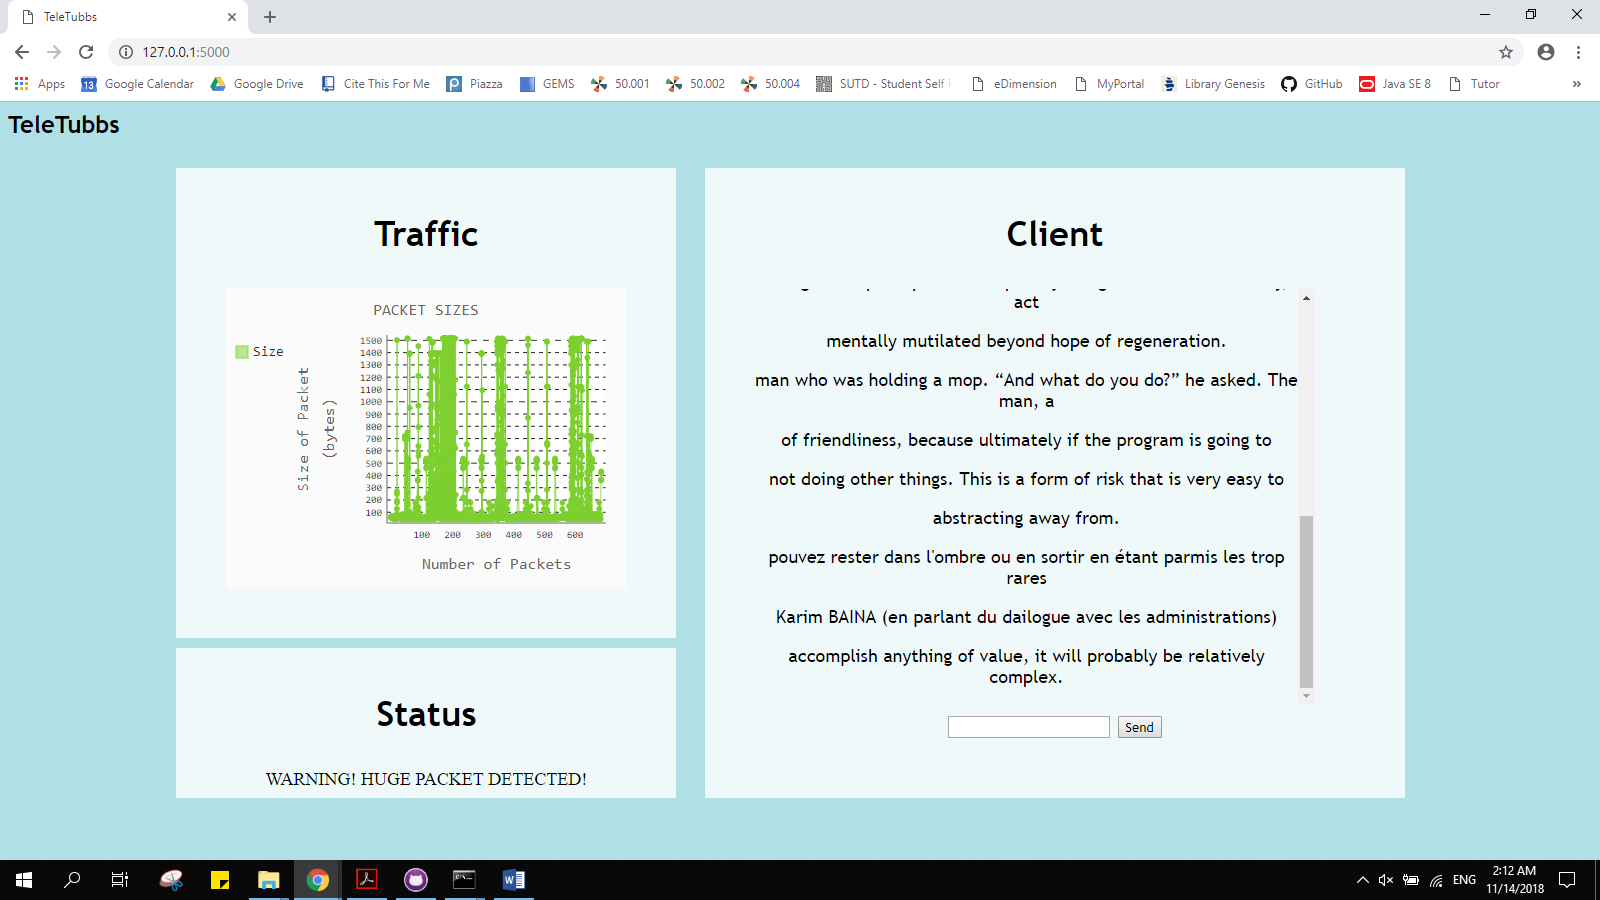 TeleTubbs
127.0.0.1:5000
Apps Google Calendar Google Drive Cite This For Me Piazza GEMS 50.001 50.002 50.004 SUTD - Student Self eDimension MyPortal Library Genesis GitHub Java SE 8 Tutor
13
TeleTubbs
Traffic
PACKET SIZES
Size
Size of Packet
(bytes)
1500
1400
1300
1200
1100
1000
900
800
700
600
500
400
300
200
100
100 200 300 400 500 600
Number of Packets
Status
WARNING! HUGE PACKET DETECTED!
Client
act
mentally mutilated beyond hope of regeneration.
man who was holding a mop. “And what do you do?” he asked. The
man, a
of friendliness, because ultimately if the program is going to
not doing other things. This is a form of risk that is very easy to
abstracting away from.
pouvez rester dans l'ombre ou en sortir en étant parmis les trop
rares
Karim BAINA (en parlant du dailogue avec les administrations)
accomplish anything of value, it will probably be relatively
complex.
Send
ENG
2:12 AM
11/14/2018